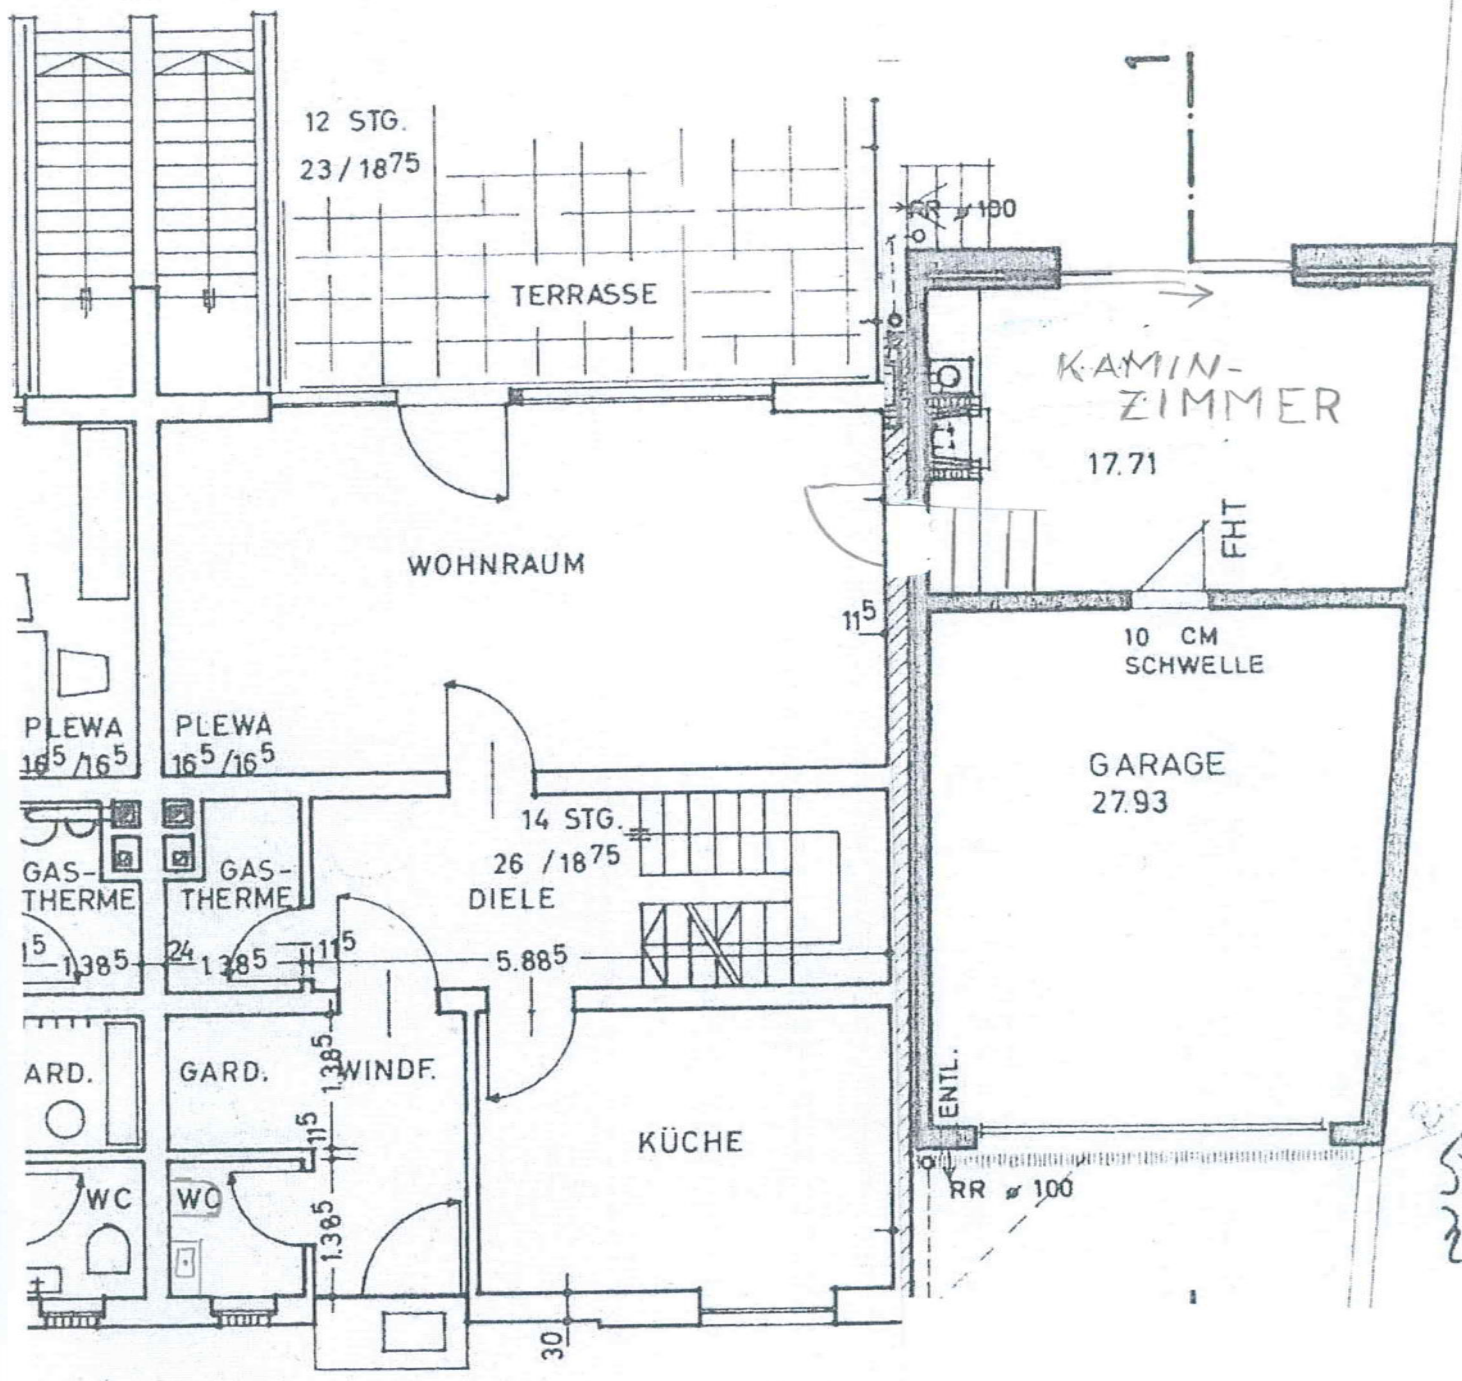 1
12 STG.
23/18⁷⁵
RR ø 100
TERRASSE
KAMIN-
ZIMMER
17.71
FHT
WOHNRAUM
11⁵
10 CM
SCHWELLE
PLEWA
16⁵/16⁵
PLEWA
16⁵/16⁵
GARAGE
27.93
14 STG.
26 /18⁷⁵
GAS-
THERME
GAS-
THERME
DIELE
1⁵
1.38⁵
24
1.38⁵
11⁵
5.88⁵
ARD.
GARD.
1.38⁵
WINDF.
ENTL.
11⁵
KÜCHE
WC
WC
1.38⁵
RR ø 100
30